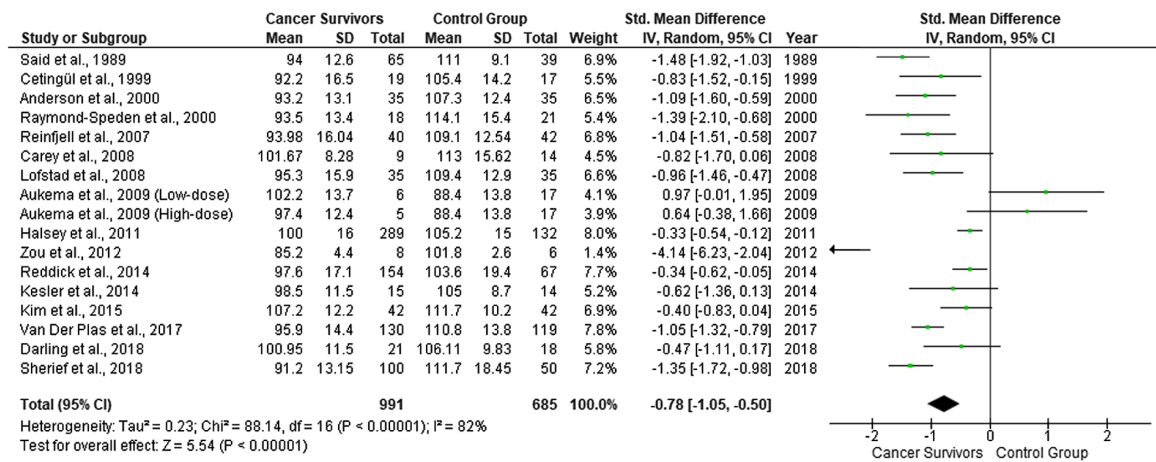 Cancer Survivors Control Group Std. Mean Difference Std. Mean Difference
Study or Subgroup Mean SD Total Mean SD Total Weight IV, Random, 95% CI Year IV, Random, 95% CI
Said et al., 1989 94 12.6 65 111 9.1 39 6.9% -1.48 [-1.92, -1.03] 1989
Cetingül et al., 1999 92.2 16.5 19 105.4 14.2 17 5.5% -0.83 [-1.52, -0.15] 1999
Anderson et al., 2000 93.2 13.1 35 107.3 12.4 35 6.5% -1.09 [-1.60, -0.59] 2000
Raymond-Speden et al., 2000 93.5 13.4 18 114.1 15.4 21 5.4% -1.39 [-2.10, -0.68] 2000
Reinfjell et al., 2007 93.98 16.04 40 109.1 12.54 42 6.8% -1.04 [-1.51, -0.58] 2007
Carey et al., 2008 101.67 8.28 9 113 15.62 14 4.5% -0.82 [-1.70, 0.06] 2008
Lofstad et al., 2008 95.3 15.9 35 109.4 12.9 35 6.6% -0.96 [-1.46, -0.47] 2008
Aukema et al., 2009 (Low-dose) 102.2 13.7 6 88.4 13.8 17 4.1% 0.97 [-0.01, 1.95] 2009
Aukema et al., 2009 (High-dose) 97.4 12.4 5 88.4 13.8 17 3.9% 0.64 [-0.38, 1.66] 2009
Halsey et al., 2011 100 16 289 105.2 15 132 8.0% -0.33 [-0.54, -0.12] 2011
Zou et al., 2012 85.2 4.4 8 101.8 2.6 6 1.4% -4.14 [-6.23, -2.04] 2012
Reddick et al., 2014 97.6 17.1 154 103.6 19.4 67 7.7% -0.34 [-0.62, -0.05] 2014
Kesler et al., 2014 98.5 11.5 15 105 8.7 14 5.2% -0.62 [-1.36, 0.13] 2014
Kim et al., 2015 107.2 12.2 42 111.7 10.2 42 6.9% -0.40 [-0.83, 0.04] 2015
Van Der Plas et al., 2017 95.9 14.4 130 110.8 13.8 119 7.8% -1.05 [-1.32, -0.79] 2017
Darling et al., 2018 100.95 11.5 21 106.11 9.83 18 5.8% -0.47 [-1.11, 0.17] 2018
Sherief et al., 2018 91.2 13.15 100 111.7 18.45 50 7.2% -1.35 [-1.72, -0.98] 2018
Total (95% CI) 991 685 100.0% -0.78 [-1.05, -0.50]
Heterogeneity: Tau² = 0.23; Chi² = 88.14, df = 16 (P < 0.00001); I² = 82%
Test for overall effect: Z = 5.54 (P < 0.00001)
-2 -1 0 1 2
Cancer Survivors Control Group